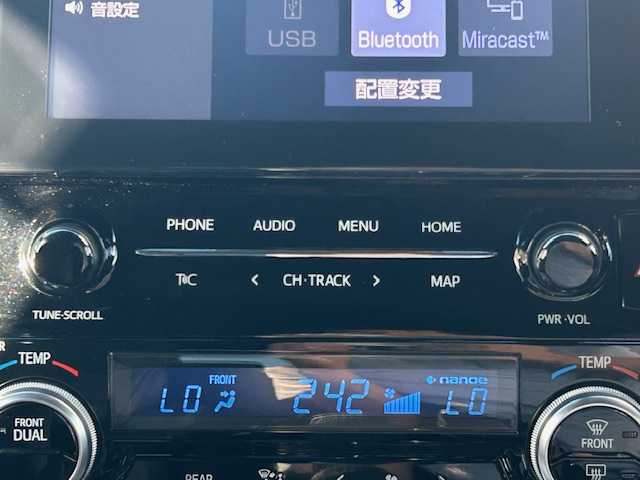 音設定
USB
Bluetooth
Miracast™
配置変更
PHONE AUDIO MENU HOME
T C < CH·TRACK > MAP
TUNE·SCROLL
PWR·VOL
TEMP
FRONT
nanoe
TEMP
LO 242 LO
FRONT
DUAL
FRONT
REAR